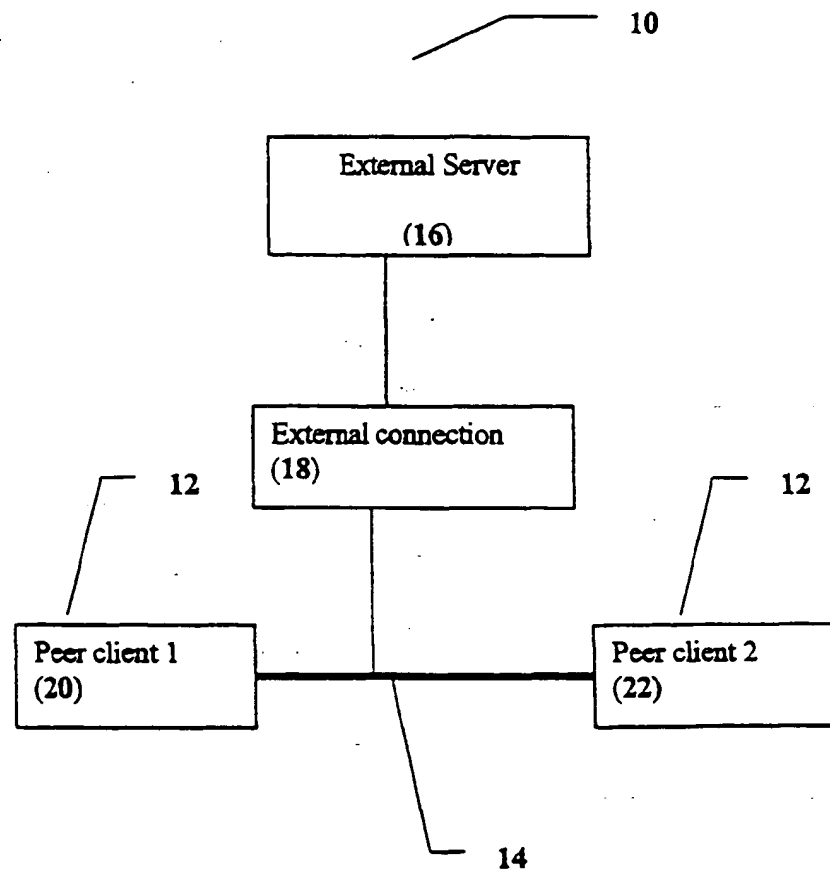 10
External Server
(16)
External connection
(18)
12
12
Peer client 1
(20)
Peer client 2
(22)
14